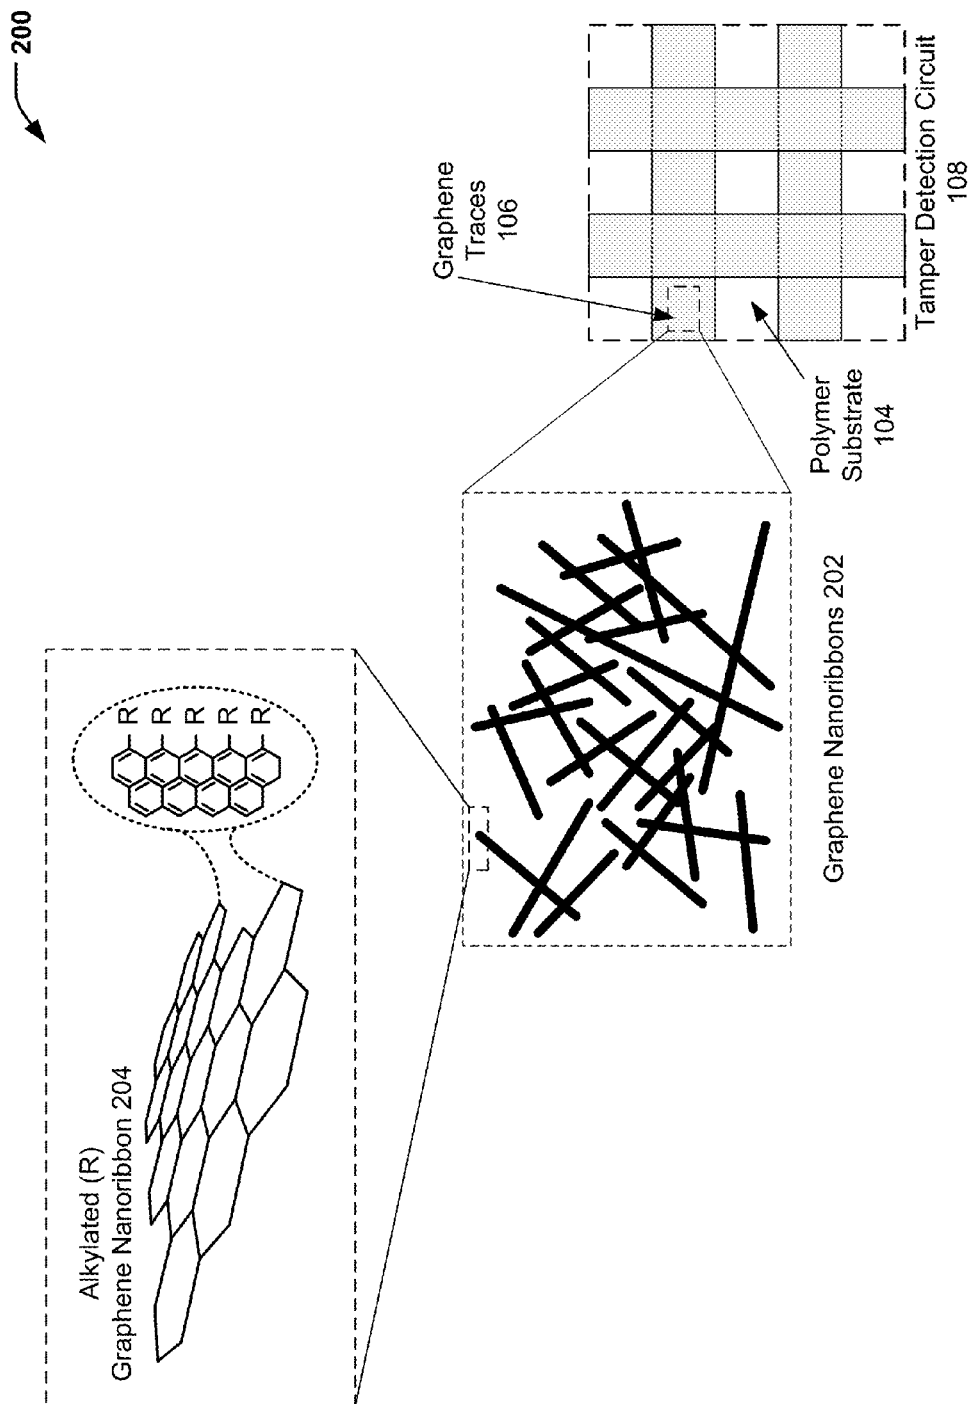 200
Alkylated (R)
Graphene Nanoribbon 204
R
R
R
R
R
Graphene Nanoribbons 202
Graphene
Traces
106
Polymer
Substrate
104
Tamper Detection Circuit
108